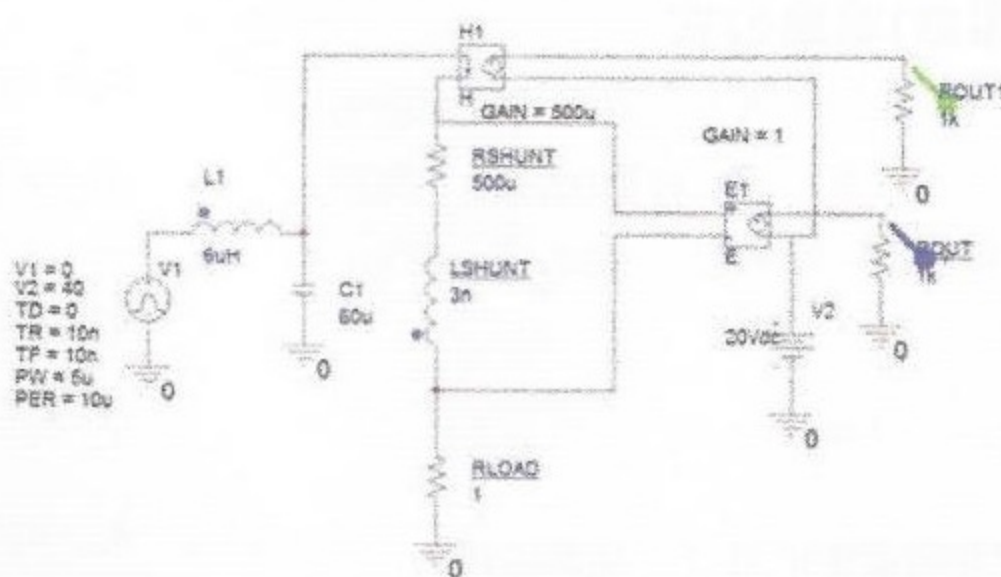 H1
H
GAIN = 500u
ROUT1
1k
0
RSHUNT
500u
GAIN = 1
E1
E
L1
6uH
LSHUNT
3n
ROUT
1k
0
V1 = 0
V2 = 40
TD = 0
TR = 10n
TF = 10n
PW = 5u
PER = 10u
V1
0
C1
60u
0
V2
20Vdc
0
RLOAD
1
0